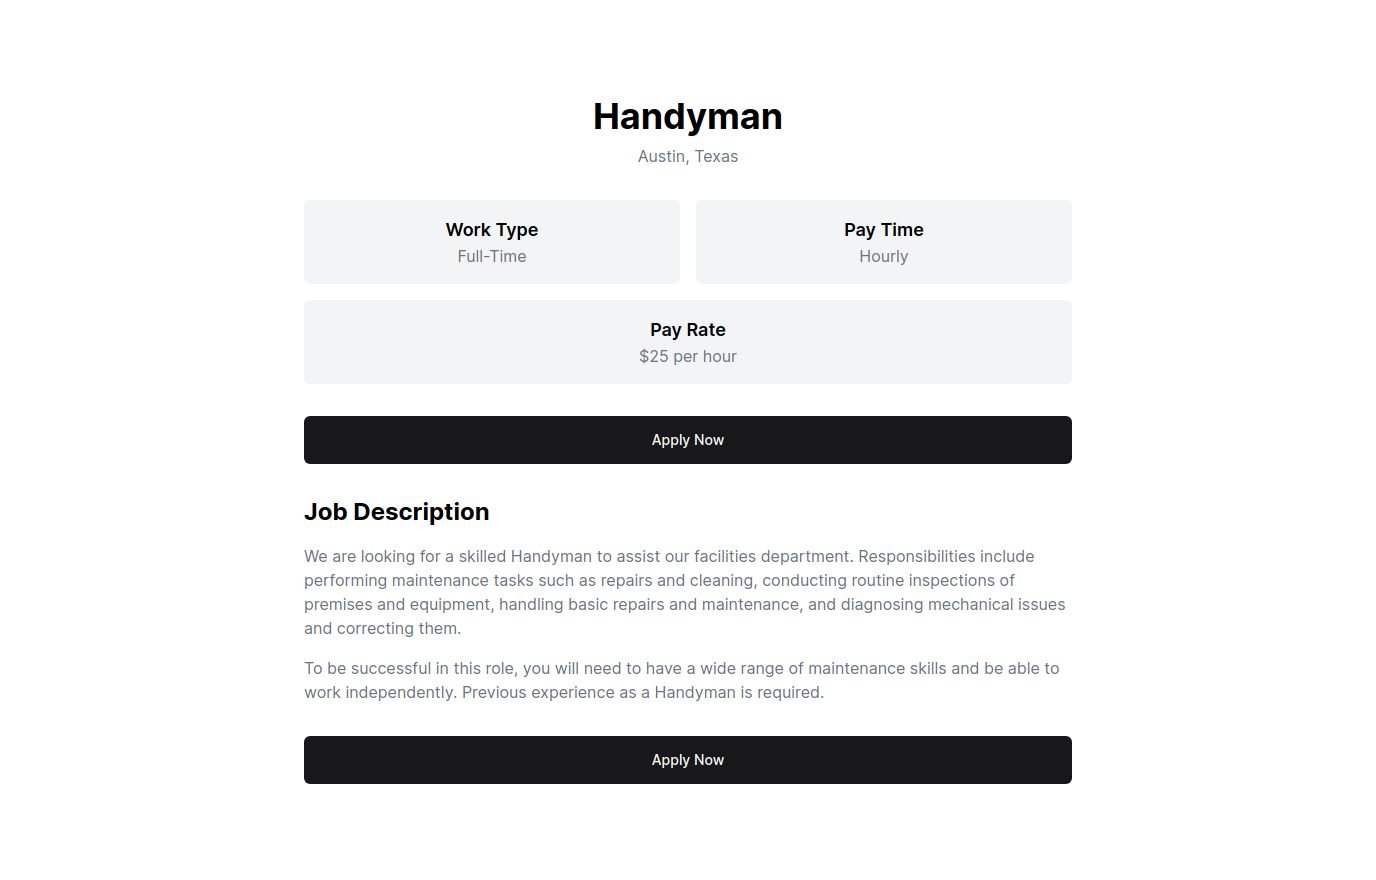 Handyman
Austin, Texas
Work Type
Full-Time
Pay Time
Hourly
Pay Rate
$25 per hour
Apply Now
Job Description
We are looking for a skilled Handyman to assist our facilities department. Responsibilities include
performing maintenance tasks such as repairs and cleaning, conducting routine inspections of
premises and equipment, handling basic repairs and maintenance, and diagnosing mechanical issues
and correcting them.
To be successful in this role, you will need to have a wide range of maintenance skills and be able to
work independently. Previous experience as a Handyman is required.
Apply Now